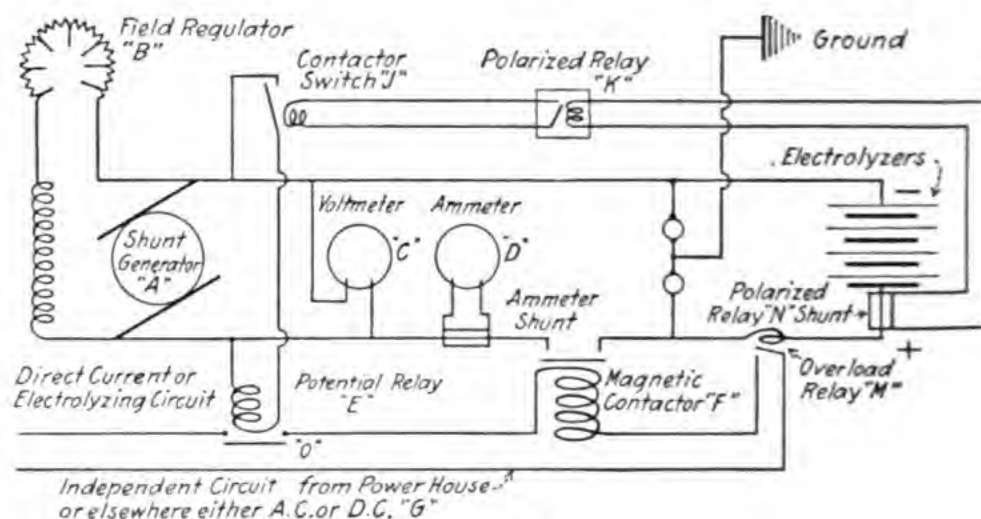 Field Regulator
"B"
Contactor
Switch "J"
Polarized Relay
"K"
Ground
Electrolyzers
−
Voltmeter
"C"
Ammeter
"D"
Shunt
Generator
"A"
Ammeter
Shunt
Polarized
Relay "N" Shunt
+
Overload
Relay "M"
Direct Current or
Electrolyzing Circuit
Potential Relay
"E"
Magnetic
Contactor "F"
"O"
Independent Circuit from Power House
or elsewhere either A.C. or D.C. "G"